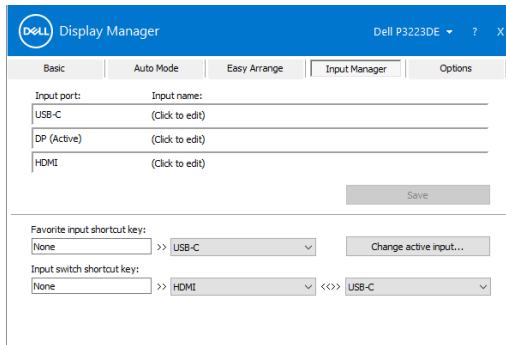 DELL Display Manager Dell P3223DE ? X
Basic Auto Mode Easy Arrange Input Manager Options
Input port: Input name:
USB-C (Click to edit)
DP (Active) (Click to edit)
HDMI (Click to edit)
Save
Favorite input shortcut key:
None >> USB-C Change active input...
Input switch shortcut key:
None >> HDMI <<>> USB-C